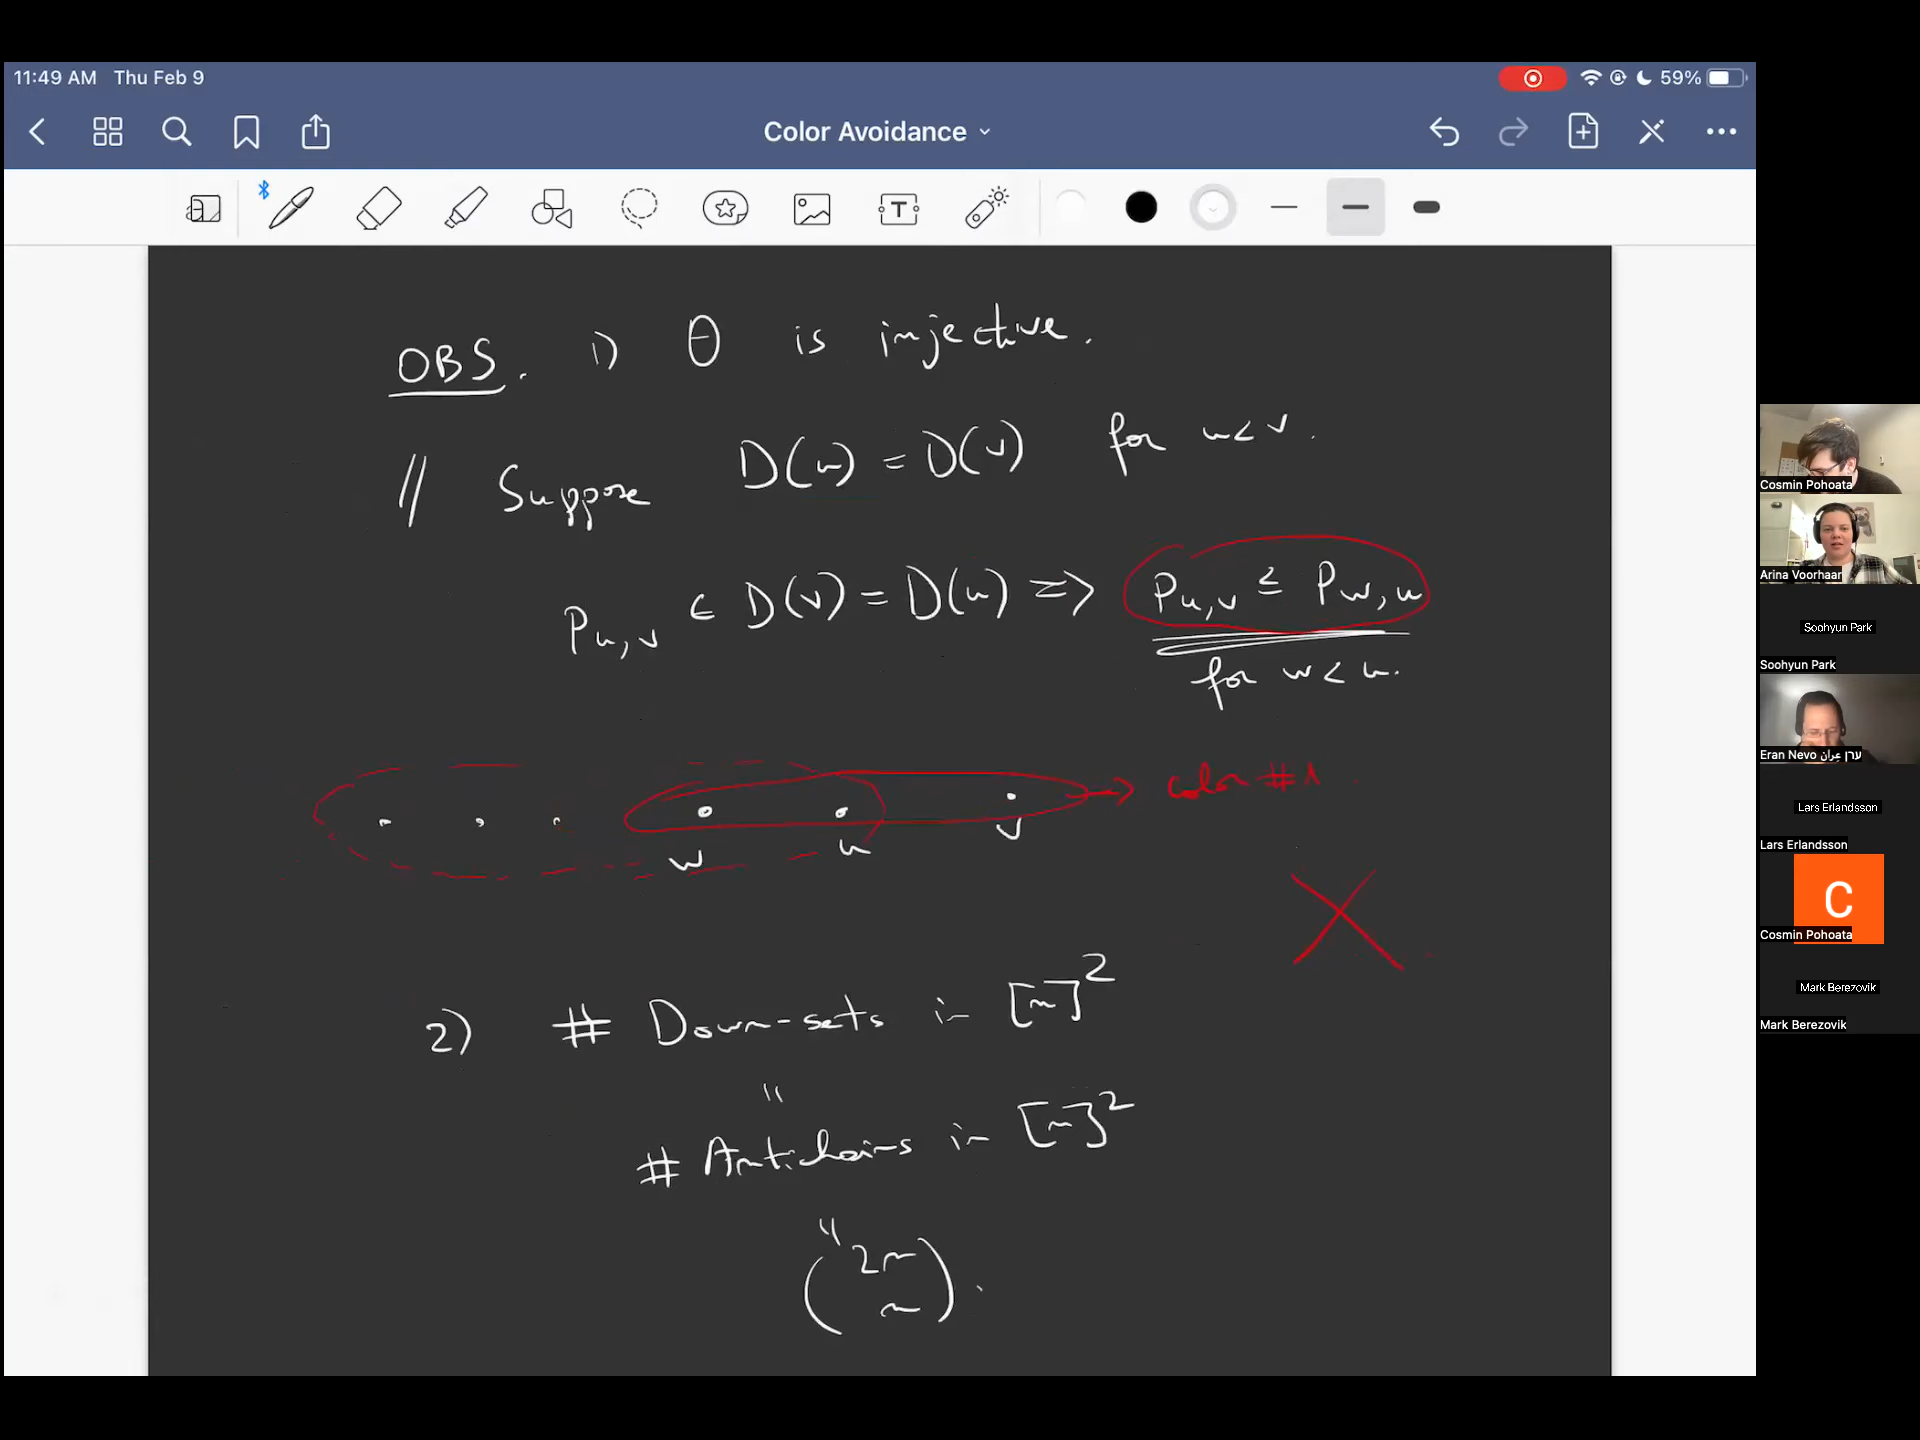 11:49 AM Thu Feb 9
59%
Color Avoidance
T
OBS. 1) θ is injective.
// Suppose D(u) = D(v) for u < v.
P_{u,v} ∈ D(v) = D(u) => P_{u,v} ≤ P_{w,u}
for w < u.
w u v → color #1
2) # Down-sets in [n]^2
"
# Antichains in [n]^2
"
(2n n).
Cosmin Pohoata
Arina Voorhaar
Soohyun Park
Soohyun Park
Eran Nevo ערן عران
Lars Erlandsson
Lars Erlandsson
C
Cosmin Pohoata
Mark Berezovik
Mark Berezovik